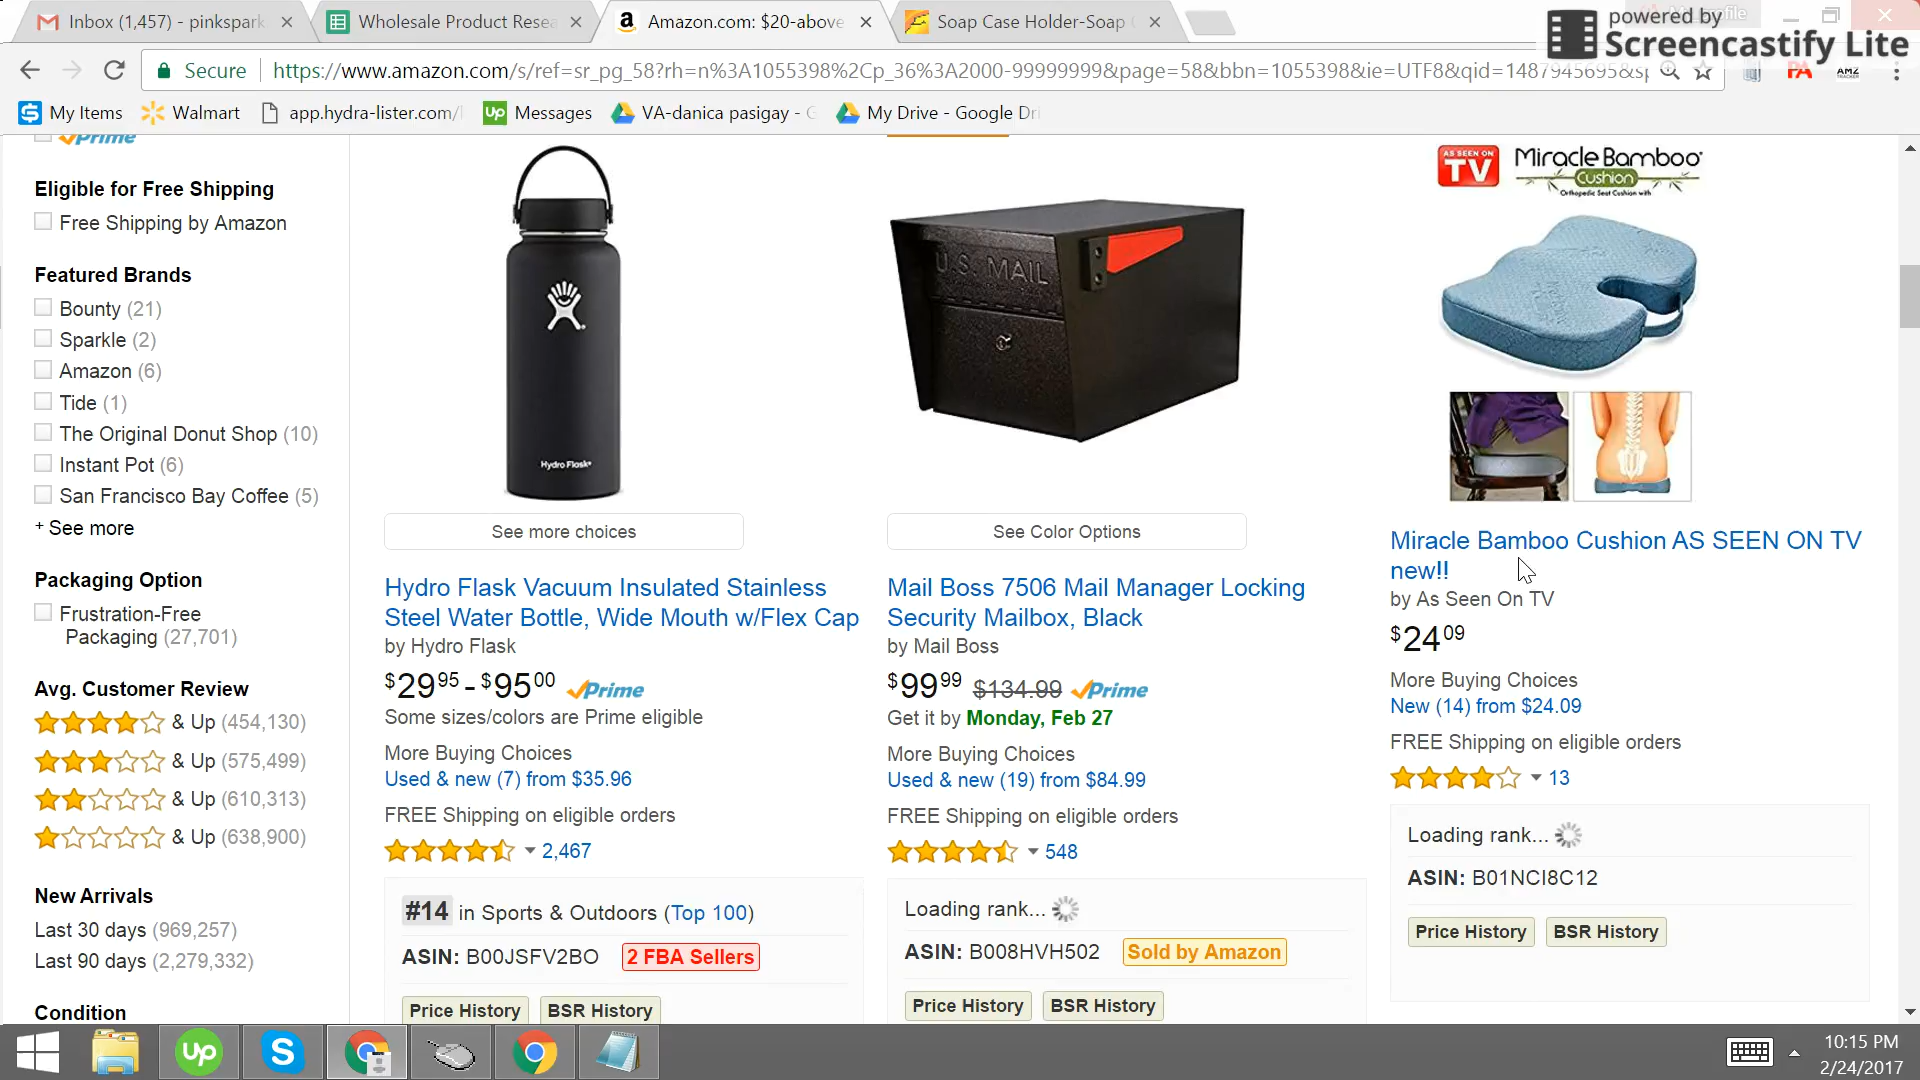 Inbox (1,457) - pinkspark
Wholesale Product Resea
Amazon.com: $20-above
Soap Case Holder-Soap
powered by
Screencastify Lite
Secure
https://www.amazon.com/s/ref=sr_pg_58?rh=n%3A1055398%2Cp_36%3A2000-99999999&page=58&bbn=1055398&ie=UTF8&qid=1487945695&s
My Items
Walmart
app.hydra-lister.com/
Messages
VA-danica pasigay - G
My Drive - Google Dri
Prime
Eligible for Free Shipping
Free Shipping by Amazon
Featured Brands
Bounty (21)
Sparkle (2)
Amazon (6)
Tide (1)
The Original Donut Shop (10)
Instant Pot (6)
San Francisco Bay Coffee (5)
+ See more
Packaging Option
Frustration-Free
Packaging (27,701)
Avg. Customer Review
& Up (454,130)
& Up (575,499)
& Up (610,313)
& Up (638,900)
New Arrivals
Last 30 days (969,257)
Last 90 days (2,279,332)
Condition
Hydro Flask
See more choices
Hydro Flask Vacuum Insulated Stainless
Steel Water Bottle, Wide Mouth w/Flex Cap
by Hydro Flask
$29.95 - $95.00 Prime
Some sizes/colors are Prime eligible
More Buying Choices
Used & new (7) from $35.96
FREE Shipping on eligible orders
2,467
#14 in Sports & Outdoors (Top 100)
ASIN: B00JSFV2BO 2 FBA Sellers
Price History BSR History
U.S. MAIL
See Color Options
Mail Boss 7506 Mail Manager Locking
Security Mailbox, Black
by Mail Boss
$99.99 $134.99 Prime
Get it by Monday, Feb 27
More Buying Choices
Used & new (19) from $84.99
FREE Shipping on eligible orders
548
Loading rank...
ASIN: B008HVH502 Sold by Amazon
Price History BSR History
AS SEEN ON
TV
Miracle Bamboo
Cushion
Orthopedic Seat Cushion with
Miracle Bamboo Cushion AS SEEN ON TV
new!!
by As Seen On TV
$24.09
More Buying Choices
New (14) from $24.09
FREE Shipping on eligible orders
13
Loading rank...
ASIN: B01NCI8C12
Price History BSR History
10:15 PM
2/24/2017